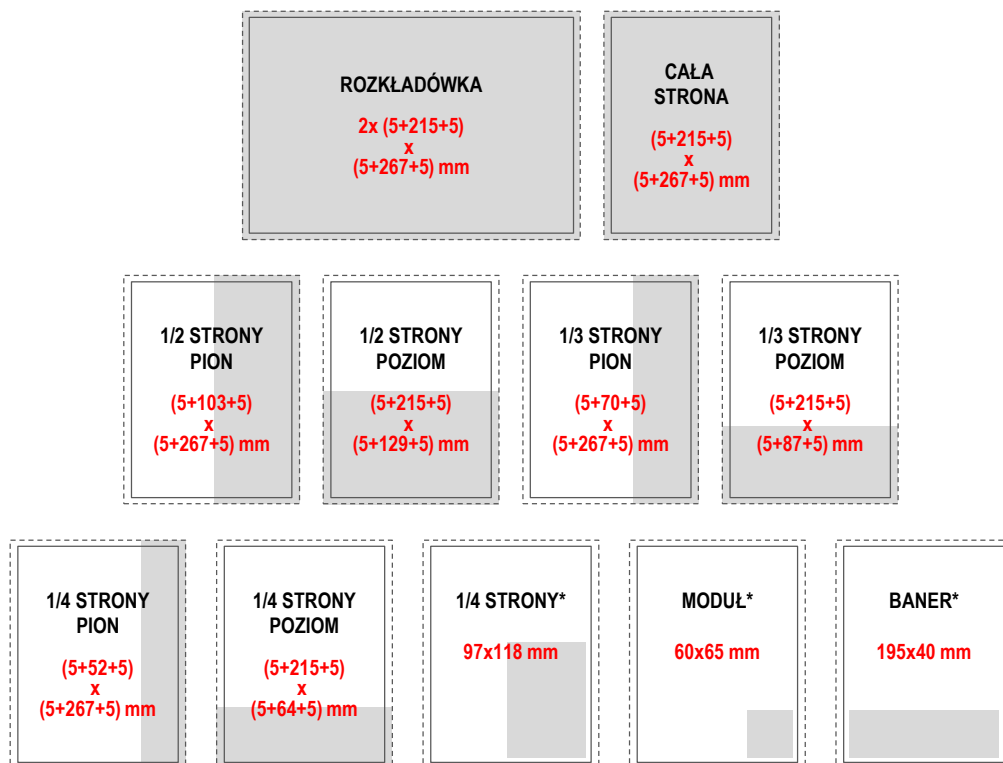 ROZKŁADÓWKA
2x (5+215+5)
x
(5+267+5) mm
CAŁA
STRONA
(5+215+5)
x
(5+267+5) mm
1/2 STRONY
PION
(5+103+5)
x
(5+267+5) mm
1/2 STRONY
POZIOM
(5+215+5)
x
(5+129+5) mm
1/3 STRONY
PION
(5+70+5)
x
(5+267+5) mm
1/3 STRONY
POZIOM
(5+215+5)
x
(5+87+5) mm
1/4 STRONY
PION
(5+52+5)
x
(5+267+5) mm
1/4 STRONY
POZIOM
(5+215+5)
x
(5+64+5) mm
1/4 STRONY*
97x118 mm
MODUŁ*
60x65 mm
BANER*
195x40 mm